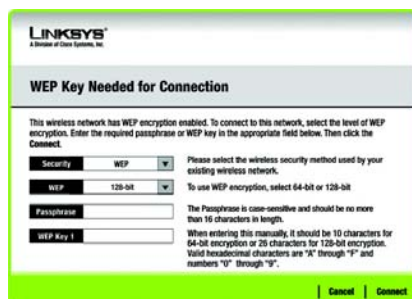 LINKSYS®
A Division of Cisco Systems, Inc.
WEP Key Needed for Connection
This wireless network has WEP encryption enabled. To connect to this network, select the level of WEP
encryption. Enter the required passphrase or WEP key in the appropriate field below. Then click the
Connect.
Security WEP
Please select the wireless security method used by your
existing wireless network.
WEP 128-bit
To use WEP encryption, select 64-bit or 128-bit
Passphrase
The Passphrase is case-sensitive and should be no more
than 16 characters in length.
WEP Key 1
When entering this manually, it should be 10 characters for
64-bit encryption or 26 characters for 128-bit encryption.
Valid hexadecimal characters are "A" through "F" and
numbers "0" through "9".
Cancel Connect